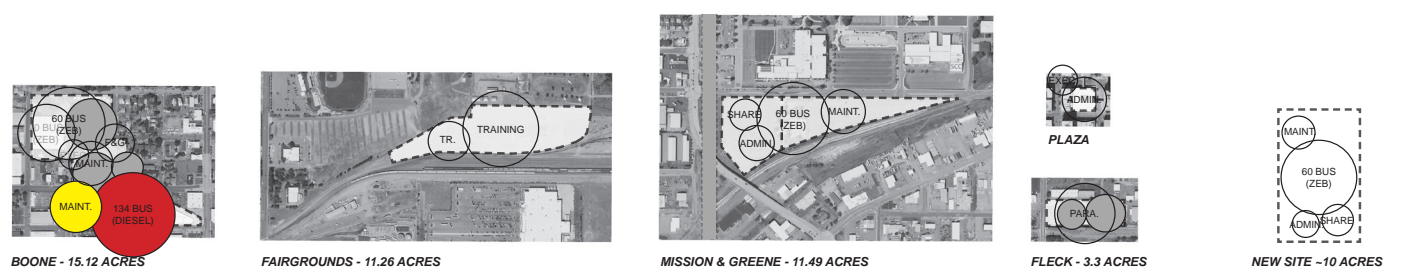 60 BUS
(ZEB)
F&G
MAINT.
MAINT.
134 BUS
(DIESEL)
BOONE - 15.12 ACRES
TR.
TRAINING
FAIRGROUNDS - 11.26 ACRES
SCC
SHARE
60 BUS
(ZEB)
MAINT.
ADMIN.
MISSION & GREENE - 11.49 ACRES
EXEC.
ADMIN.
PLAZA
PARA.
FLECK - 3.3 ACRES
MAINT.
60 BUS
(ZEB)
ADMIN.
SHARE
NEW SITE ~10 ACRES